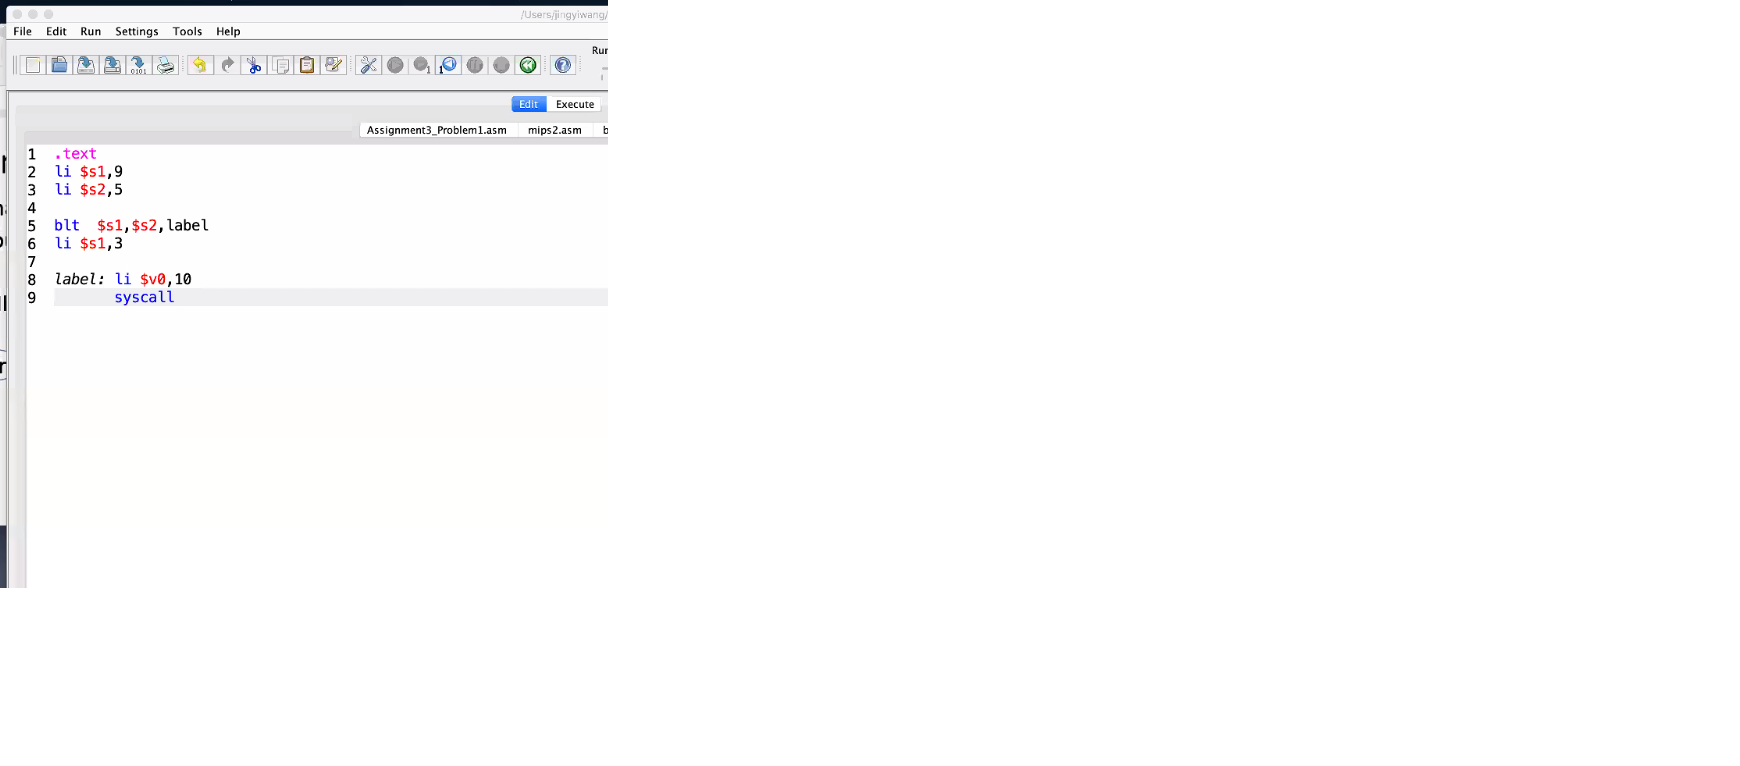 /Users/jingyiwang/
File Edit Run Settings Tools Help
Run
Edit Execute
Assignment3_Problem1.asm mips2.asm b
1 .text
2 li $s1,9
3 li $s2,5
4
5 blt  $s1,$s2,label
6 li $s1,3
7
8 label: li $v0,10
9 syscall